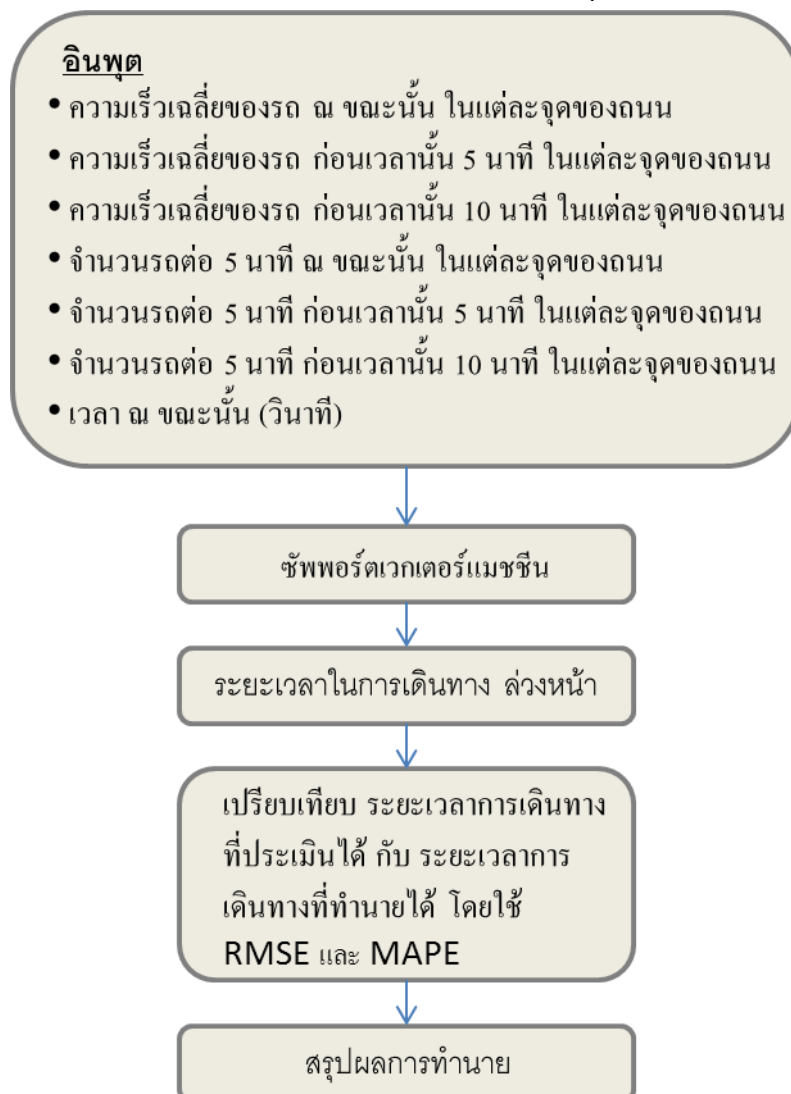 อินพุต
• ความเร็วเฉลี่ยของรถ ณ ขณะนั้น ในแต่ละจุดของถนน
• ความเร็วเฉลี่ยของรถ ก่อนเวลานั้น 5 นาที ในแต่ละจุดของถนน
• ความเร็วเฉลี่ยของรถ ก่อนเวลานั้น 10 นาที ในแต่ละจุดของถนน
• จำนวนรถต่อ 5 นาที ณ ขณะนั้น ในแต่ละจุดของถนน
• จำนวนรถต่อ 5 นาที ก่อนเวลานั้น 5 นาที ในแต่ละจุดของถนน
• จำนวนรถต่อ 5 นาที ก่อนเวลานั้น 10 นาที ในแต่ละจุดของถนน
• เวลา ณ ขณะนั้น (วินาที)
ซัพพอร์ตเวกเตอร์แมชชีน
ระยะเวลาในการเดินทาง ล่วงหน้า
เปรียบเทียบ ระยะเวลาการเดินทาง
ที่ประเมินได้ กับ ระยะเวลาการ
เดินทางที่ทำนายได้ โดยใช้
RMSE และ MAPE
สรุปผลการทำนาย